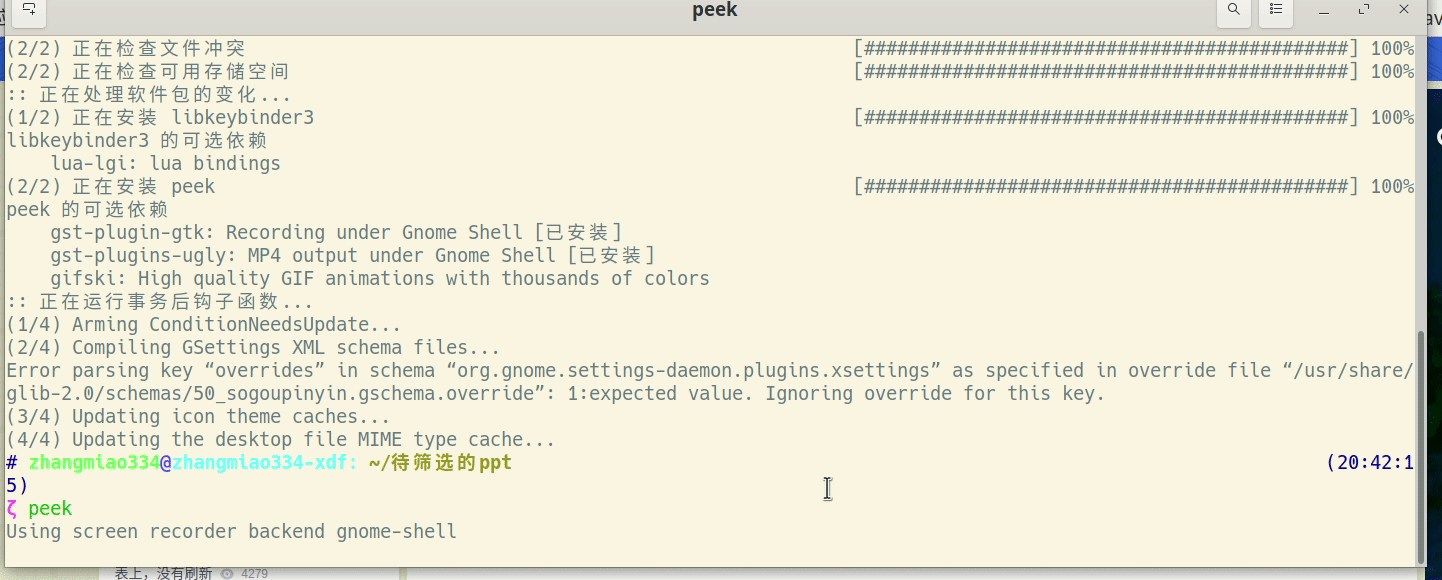 peek
(2/2) 正在检查文件冲突 [############################################] 100%
(2/2) 正在检查可用存储空间 [############################################] 100%
:: 正在处理软件包的变化...
(1/2) 正在安装 libkeybinder3 [############################################] 100%
libkeybinder3 的可选依赖
lua-lgi: lua bindings
(2/2) 正在安装 peek [############################################] 100%
peek 的可选依赖
gst-plugin-gtk: Recording under Gnome Shell [已安装]
gst-plugins-ugly: MP4 output under Gnome Shell [已安装]
gifski: High quality GIF animations with thousands of colors
:: 正在运行事务后钩子函数...
(1/4) Arming ConditionNeedsUpdate...
(2/4) Compiling GSettings XML schema files...
Error parsing key “overrides” in schema “org.gnome.settings-daemon.plugins.xsettings” as specified in override file “/usr/share/
glib-2.0/schemas/50_sogoupinyin.gschema.override”: 1:expected value. Ignoring override for this key.
(3/4) Updating icon theme caches...
(4/4) Updating the desktop file MIME type cache...
# zhangmiao334@zhangmiao334-xdf: ~/待筛选的ppt (20:42:1
5)
ζ peek
Using screen recorder backend gnome-shell
表上，没有刷新 4279